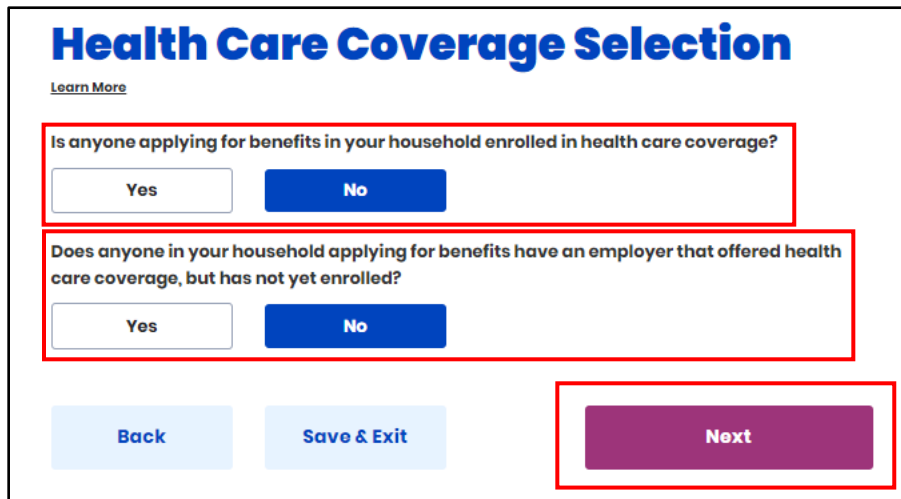 Health Care Coverage Selection
Learn More
Is anyone applying for benefits in your household enrolled in health care coverage?
Yes No
Does anyone in your household applying for benefits have an employer that offered health
care coverage, but has not yet enrolled?
Yes No
Back Save & Exit Next